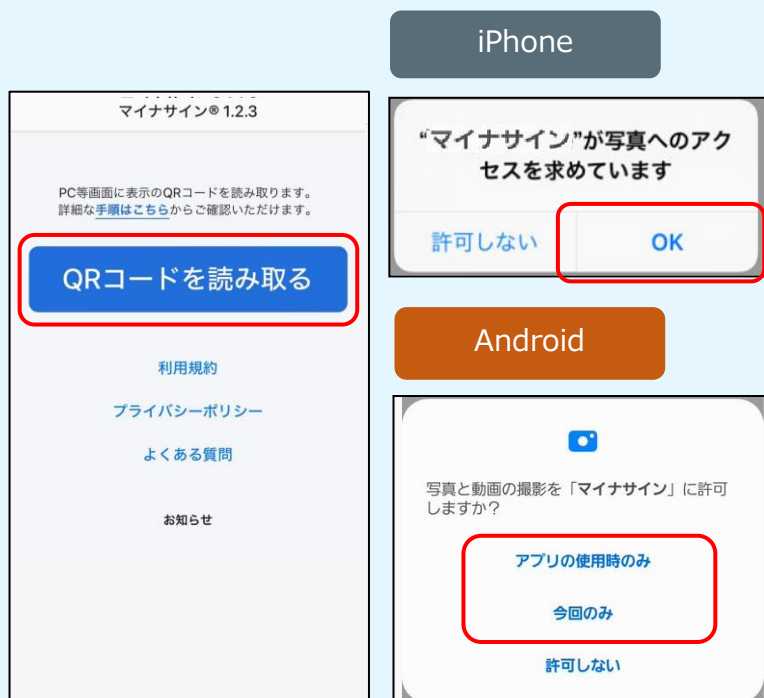 マイナサイン® 1.2.3
PC等画面に表示のQRコードを読み取ります。
詳細な手順はこちらからご確認いただけます。
QRコードを読み取る
利用規約
プライバシーポリシー
よくある質問
お知らせ
iPhone
“マイナサイン”が写真へのアク
セスを求めています
許可しない
OK
Android
写真と動画の撮影を「マイナサイン」に許可
しますか?
アプリの使用時のみ
今回のみ
許可しない